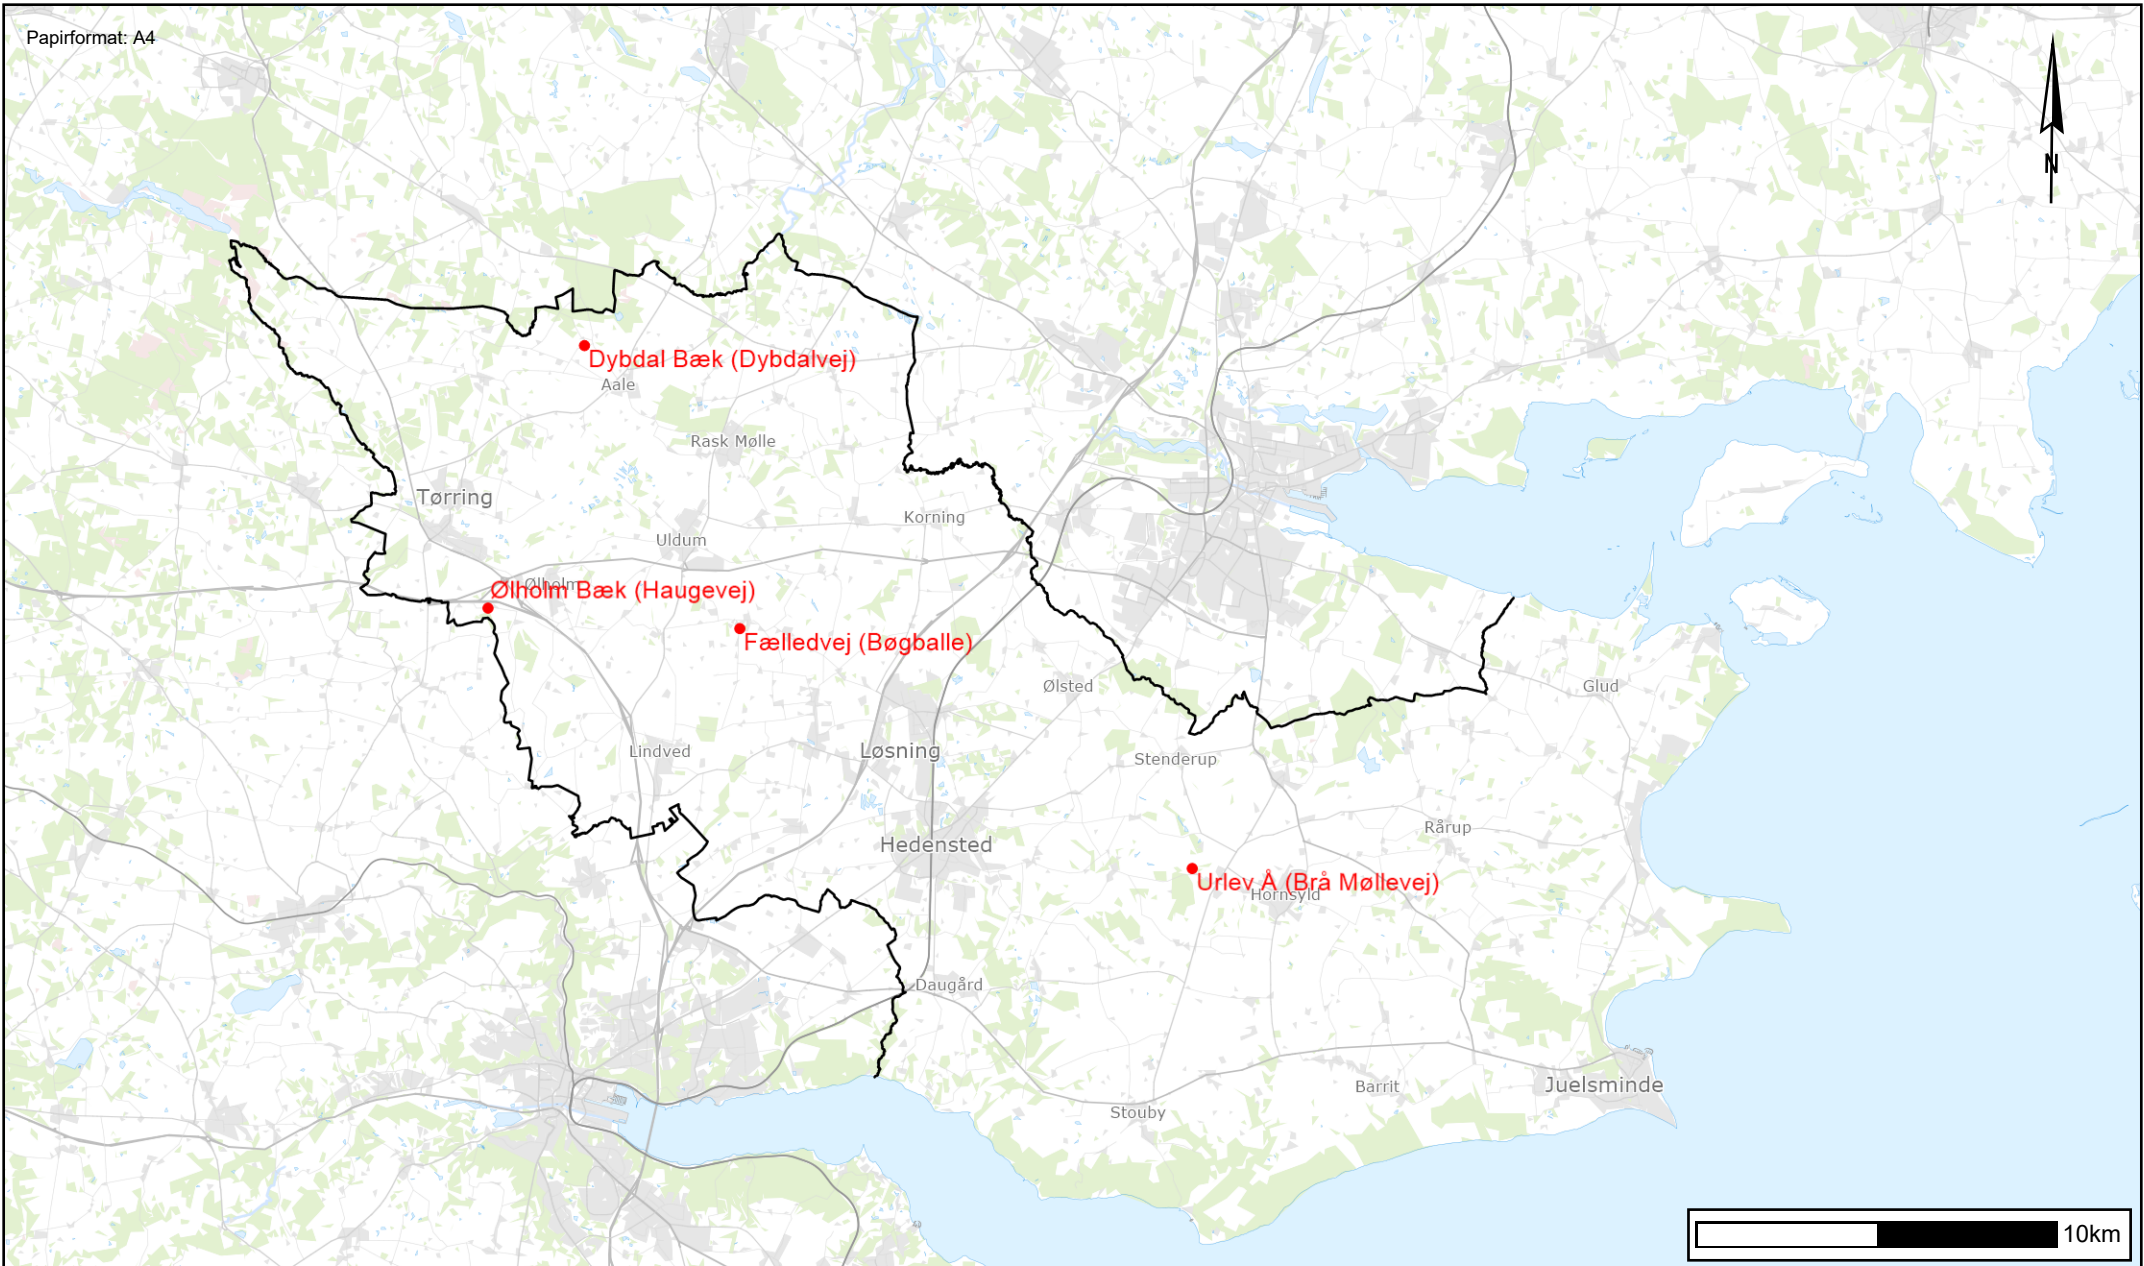 Papirformat: A4
N
Dybdal Bæk (Dybdalvej)
Aale
Rask Mølle
Tørring
Korning
Uldum
Ølholm
Ølholm Bæk (Haugevej)
Fælledvej (Bøgballe)
Ølsted
Glud
Lindved
Løsning
Stenderup
Rårup
Hedensted
Urlev Å (Brå Møllevej)
Hornsyld
Daugård
Juelsminde
Barrit
Stouby
10km